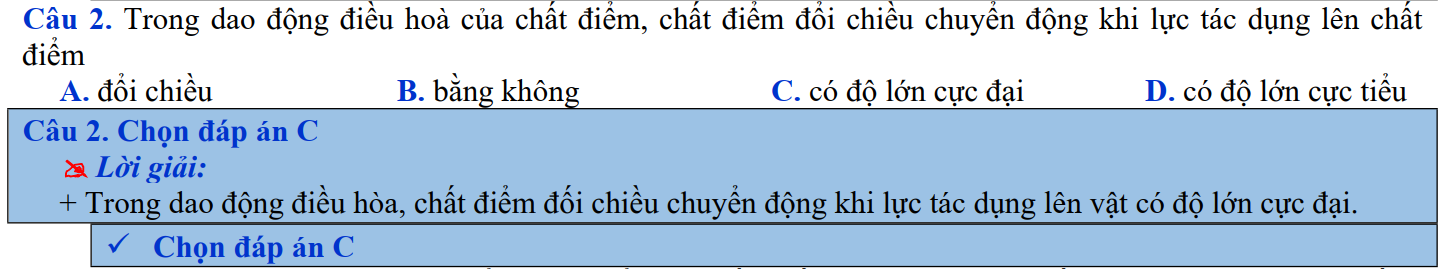 Câu 2. Trong dao động điều hoà của chất điểm, chất điểm đổi chiều chuyển động khi lực tác dụng lên chất
điểm
A. đổi chiều B. bằng không C. có độ lớn cực đại D. có độ lớn cực tiểu
Câu 2. Chọn đáp án C
Lời giải:
+ Trong dao động điều hòa, chất điểm đối chiều chuyển động khi lực tác dụng lên vật có độ lớn cực đại.
✓ Chọn đáp án C